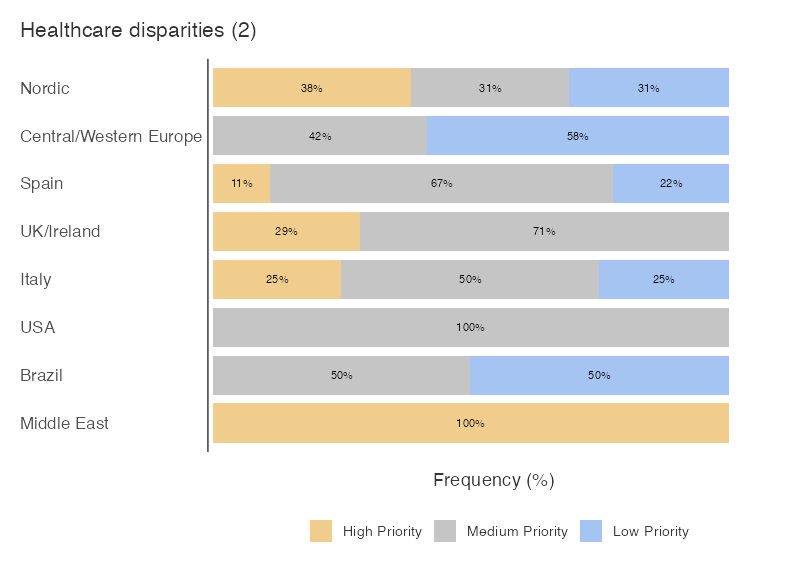 Healthcare disparities (2)
Nordic 38% 31% 31%
Central/Western Europe 42% 58%
Spain 11% 67% 22%
UK/Ireland 29% 71%
Italy 25% 50% 25%
USA 100%
Brazil 50% 50%
Middle East 100%
Frequency (%)
High Priority Medium Priority Low Priority